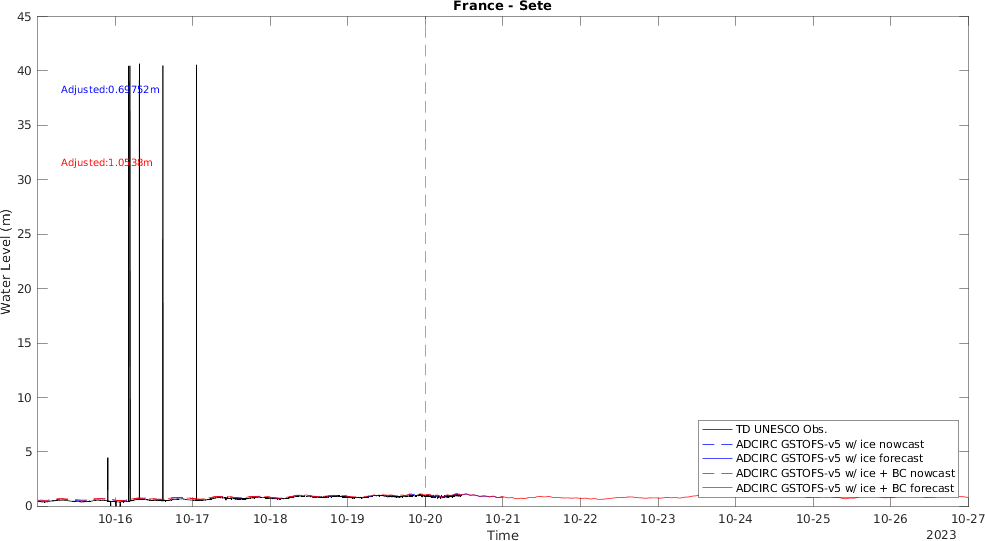 France - Sete
45
40
35
30
25
20
15
10
5
0
Water Level (m)
Adjusted:0.69752m
Adjusted:1.0538m
TD UNESCO Obs.
ADCIRC GSTOFS-v5 w/ ice nowcast
ADCIRC GSTOFS-v5 w/ ice forecast
ADCIRC GSTOFS-v5 w/ ice + BC nowcast
ADCIRC GSTOFS-v5 w/ ice + BC forecast
10-16 10-17 10-18 10-19 10-20 10-21 10-22 10-23 10-24 10-25 10-26 10-27
Time
2023